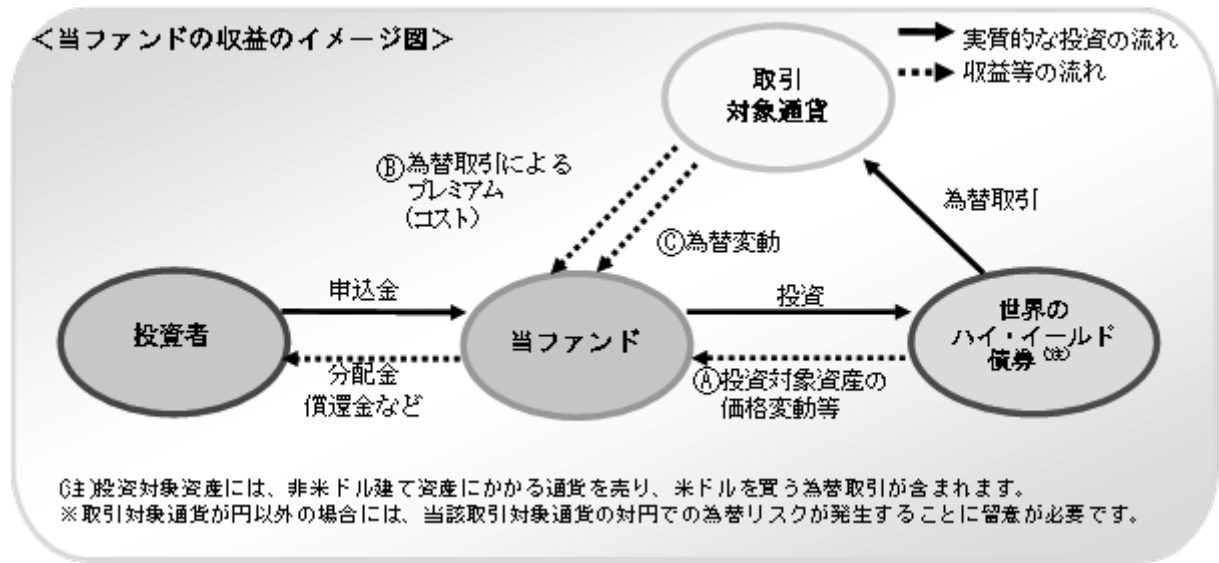 ＜当ファンドの収益のイメージ図＞
実質的な投資の流れ
収益等の流れ
取引
対象通貨
Ⓑ為替取引による
プレミアム
（コスト）
為替取引
Ⓒ為替変動
申込金
投資
投資者
当ファンド
世界の
ハイ・イールド
債券（注）
分配金
償還金など
Ⓐ投資対象資産の
価格変動等
（注）投資対象資産には、非米ドル建て資産にかかる通貨を売り、米ドルを買う為替取引が含まれます。
※取引対象通貨が円以外の場合には、当該取引対象通貨の対円での為替リスクが発生することに留意が必要です。